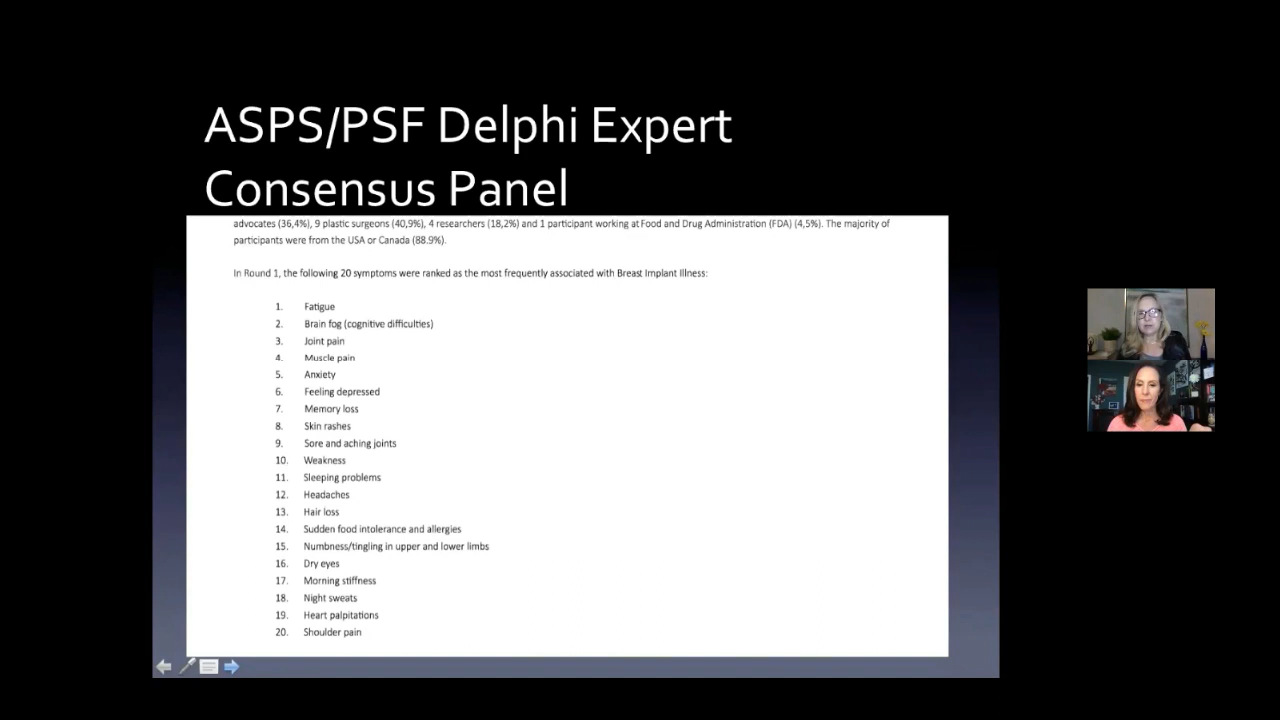 ASPS/PSF Delphi Expert
Consensus Panel
advocates (36,4%), 9 plastic surgeons (40,9%), 4 researchers (18,2%) and 1 participant working at Food and Drug Administration (FDA) (4,5%). The majority of
participants were from the USA or Canada (88.9%).
In Round 1, the following 20 symptoms were ranked as the most frequently associated with Breast Implant Illness:
1. Fatigue
2. Brain fog (cognitive difficulties)
3. Joint pain
4. Muscle pain
5. Anxiety
6. Feeling depressed
7. Memory loss
8. Skin rashes
9. Sore and aching joints
10. Weakness
11. Sleeping problems
12. Headaches
13. Hair loss
14. Sudden food intolerance and allergies
15. Numbness/tingling in upper and lower limbs
16. Dry eyes
17. Morning stiffness
18. Night sweats
19. Heart palpitations
20. Shoulder pain